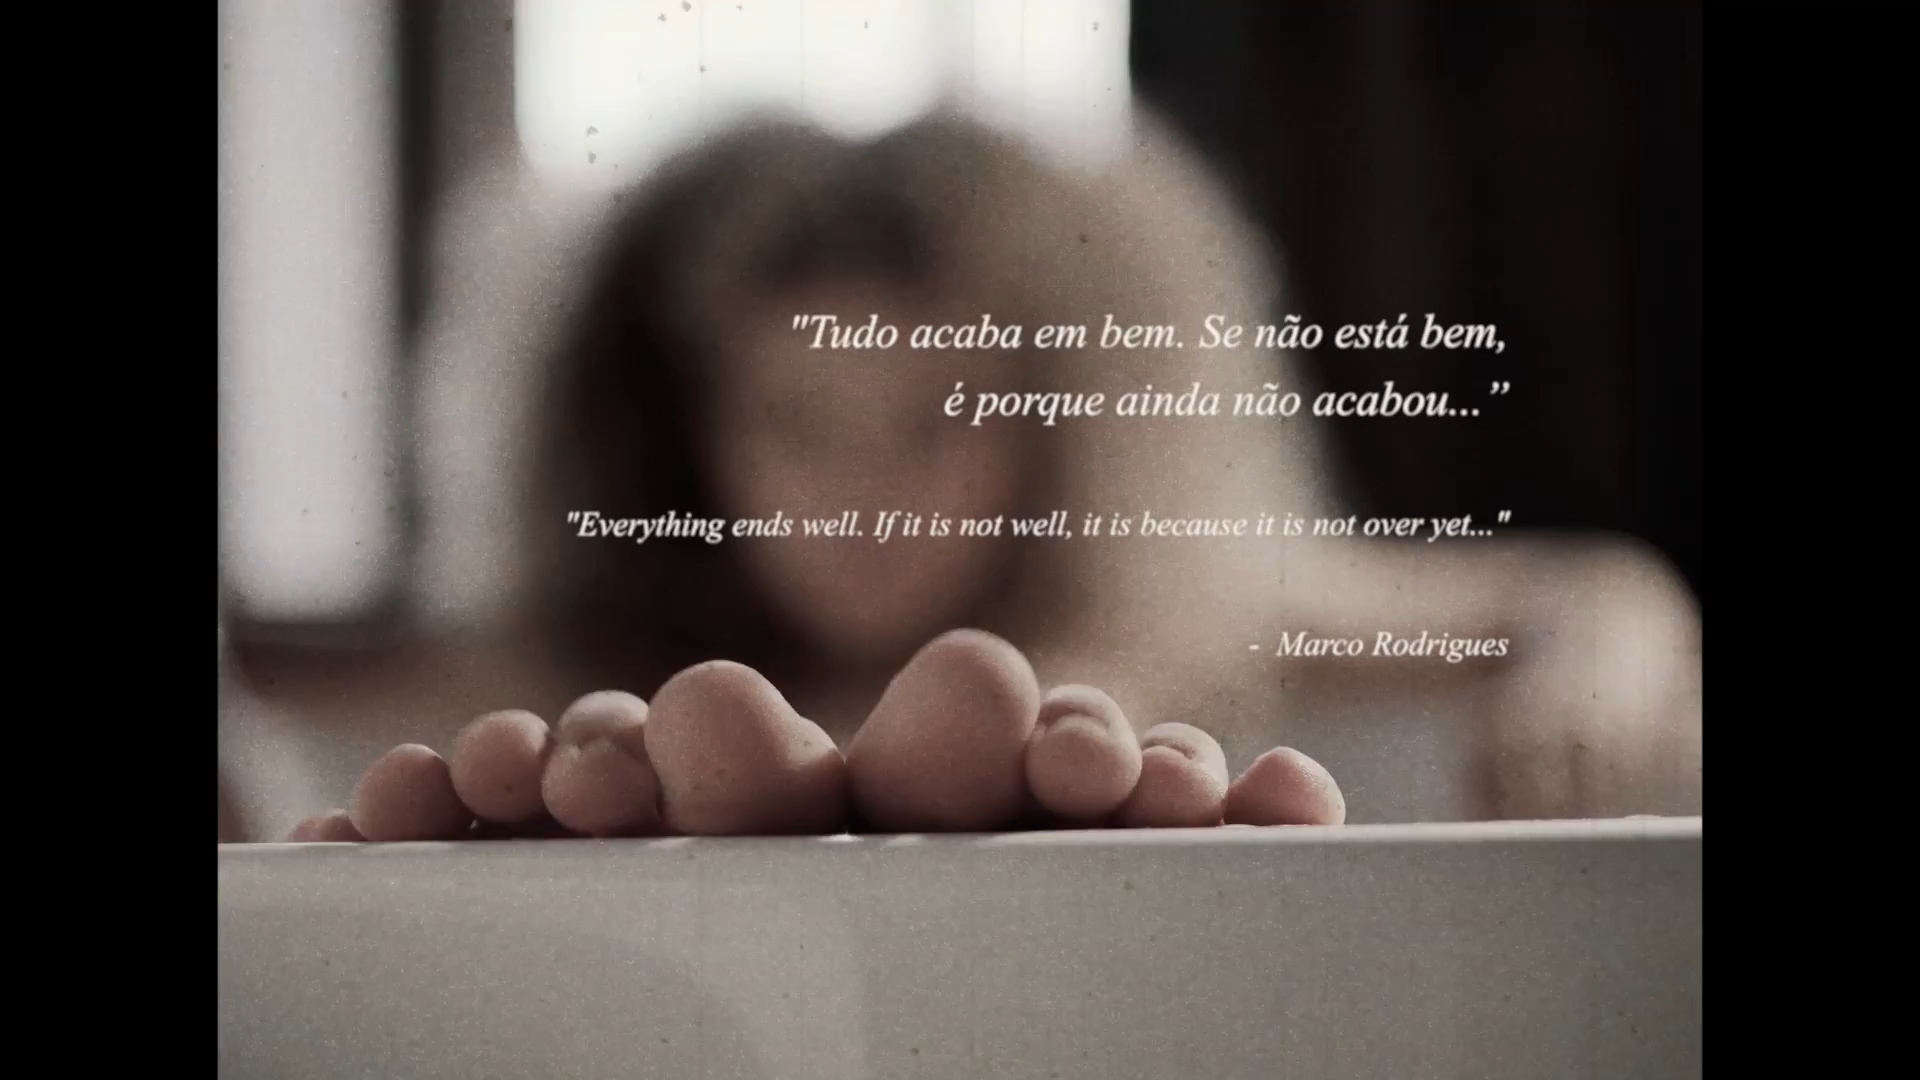 "Tudo acaba em bem. Se não está bem,
é porque ainda não acabou...”
"Everything ends well. If it is not well, it is because it is not over yet..."
- Marco Rodrigues